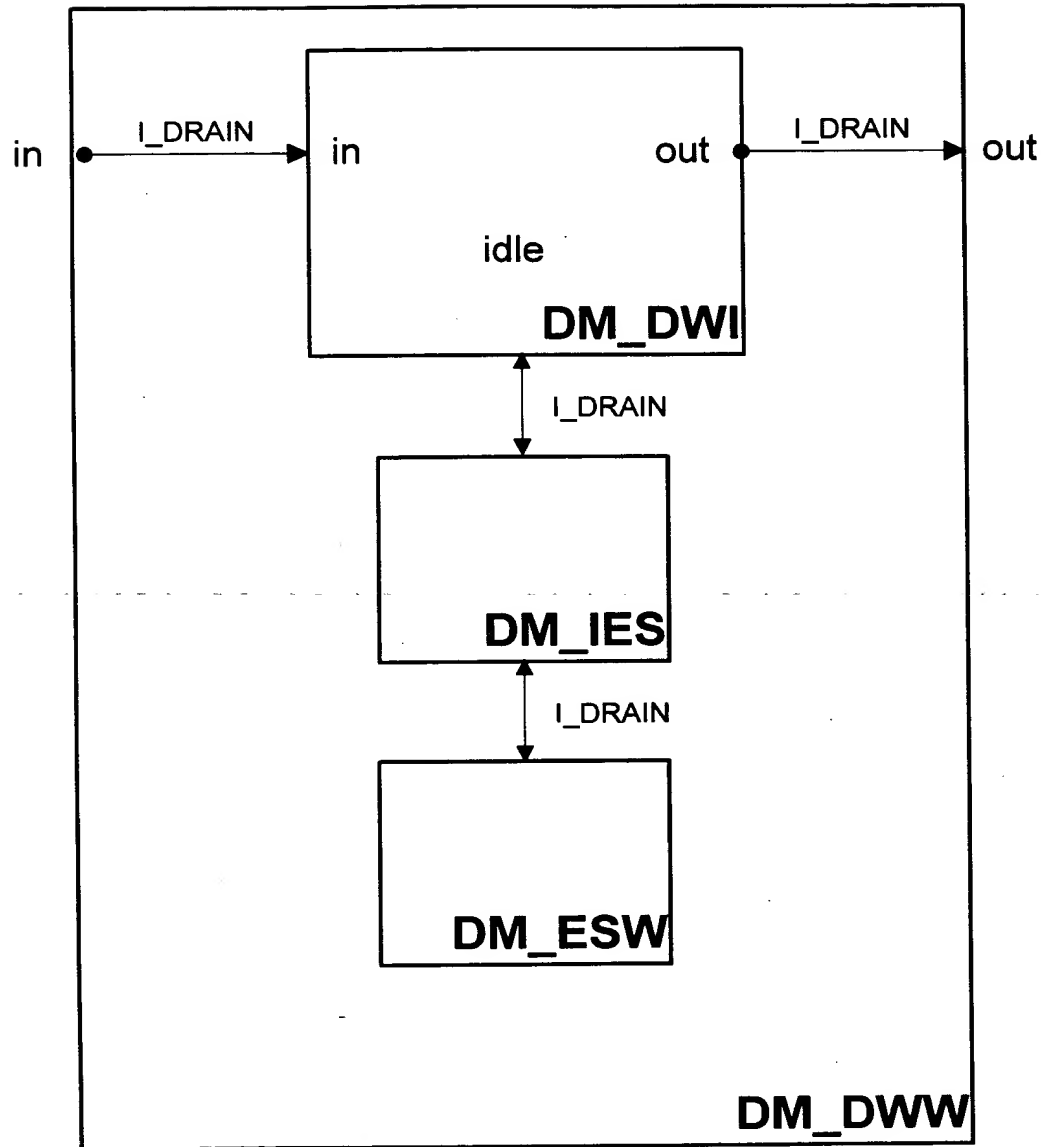 I_DRAIN I_DRAIN
in in out out
idle
DM_DWI
I_DRAIN
DM_IES
I_DRAIN
DM_ESW
DM_DWW